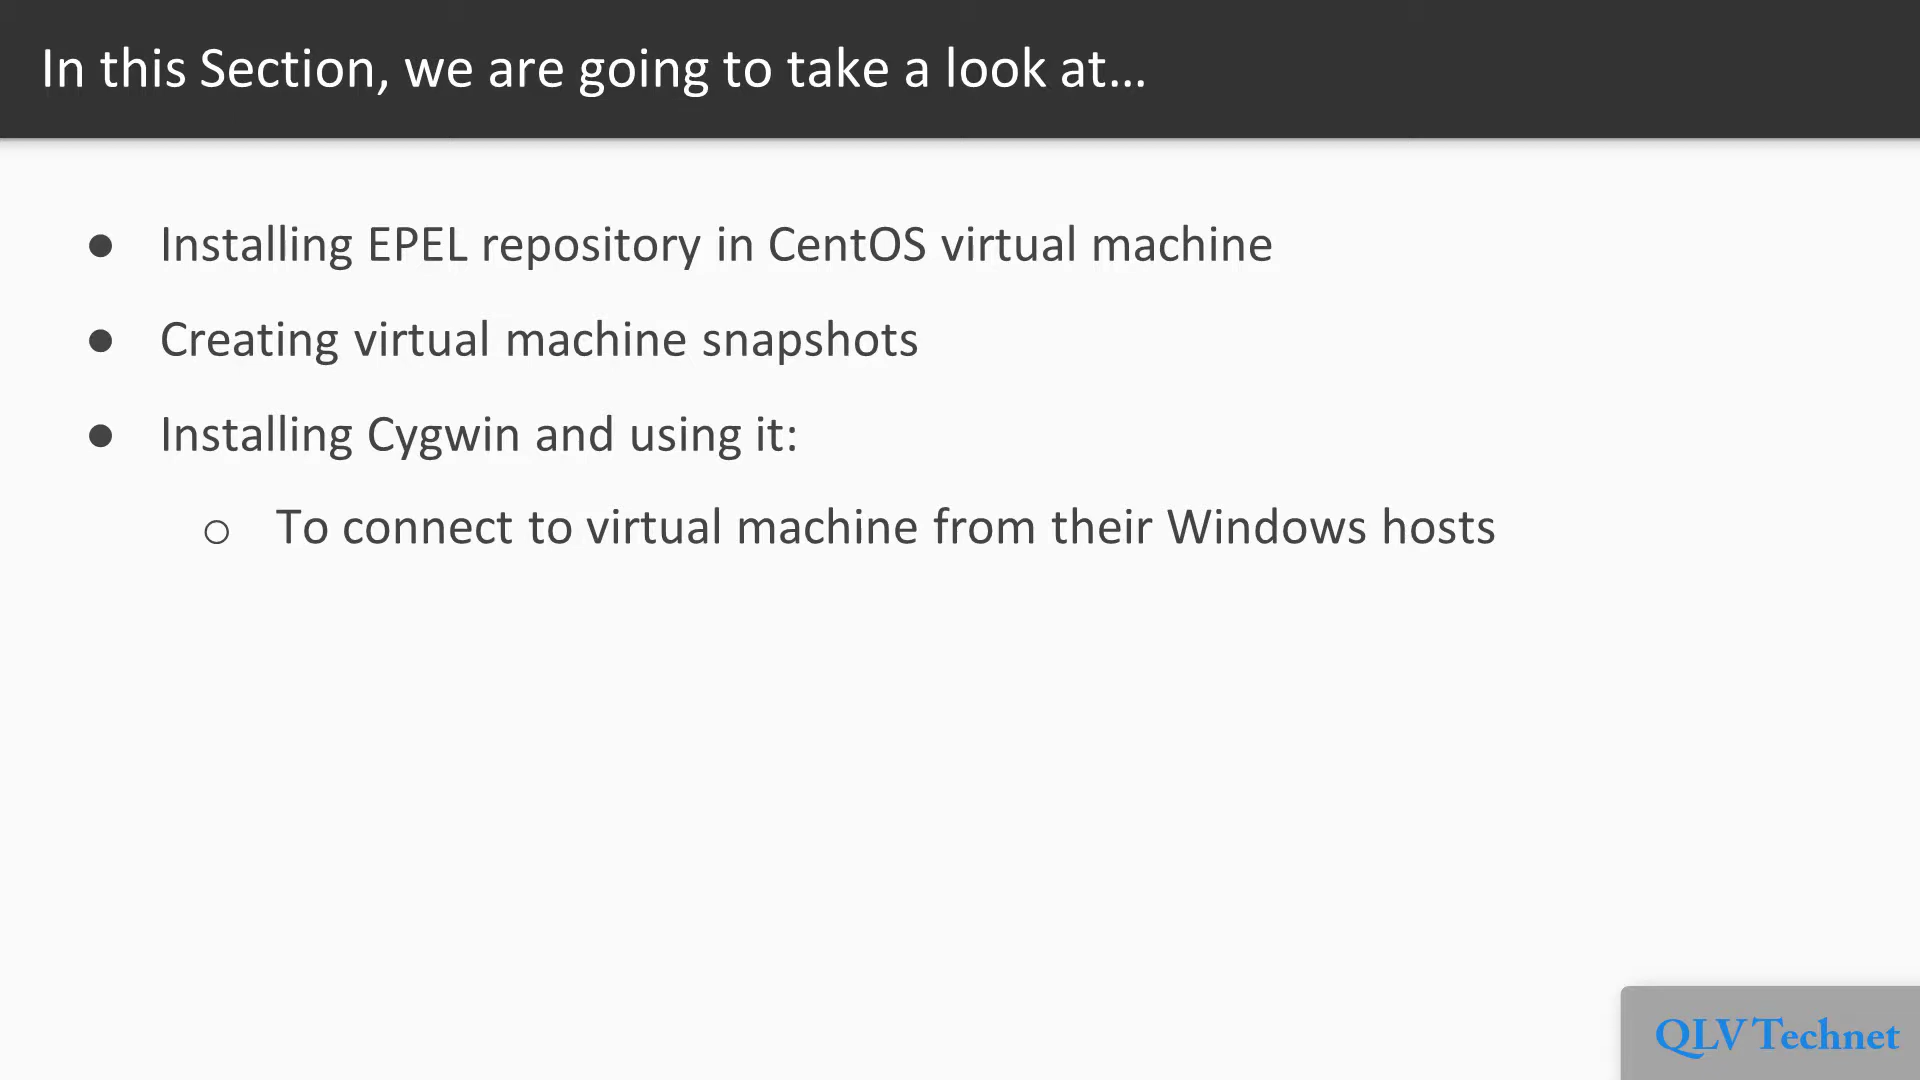 In this Section, we are going to take a look at...
● Installing EPEL repository in CentOS virtual machine
● Creating virtual machine snapshots
● Installing Cygwin and using it:
○ To connect to virtual machine from their Windows hosts
QLV Technet